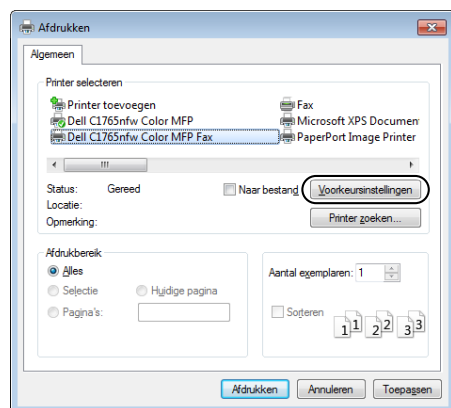 Afdrukken
Algemeen
Printer selecteren
Printer toevoegen
Dell C1765nfw Color MFP
Dell C1765nfw Color MFP Fax
Fax
Microsoft XPS Documen
PaperPort Image Printer
Status: Gereed
Naar bestand
Voorkeursinstellingen
Locatie:
Opmerking:
Printer zoeken...
Afdrukbereik
Alles
Selectie
Huidige pagina
Pagina's:
Aantal exemplaren: 1
Sorteren
1 1 2 2 3 3
Afdrukken
Annuleren
Toepassen